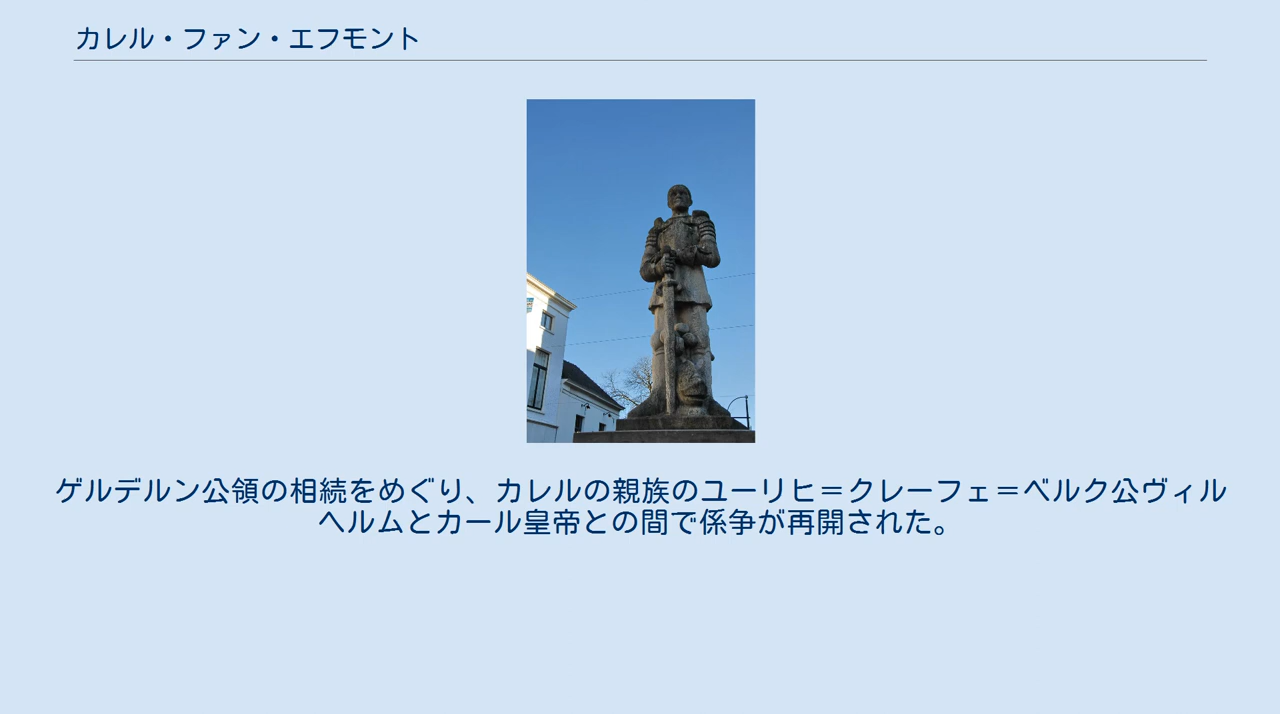 カレル・ファン・エフモント
ゲルデルン公領の相続をめぐり、カレルの親族のユーリヒ＝クレーフェ＝ベルク公ヴィル
ヘルムとカール皇帝との間で係争が再開された。